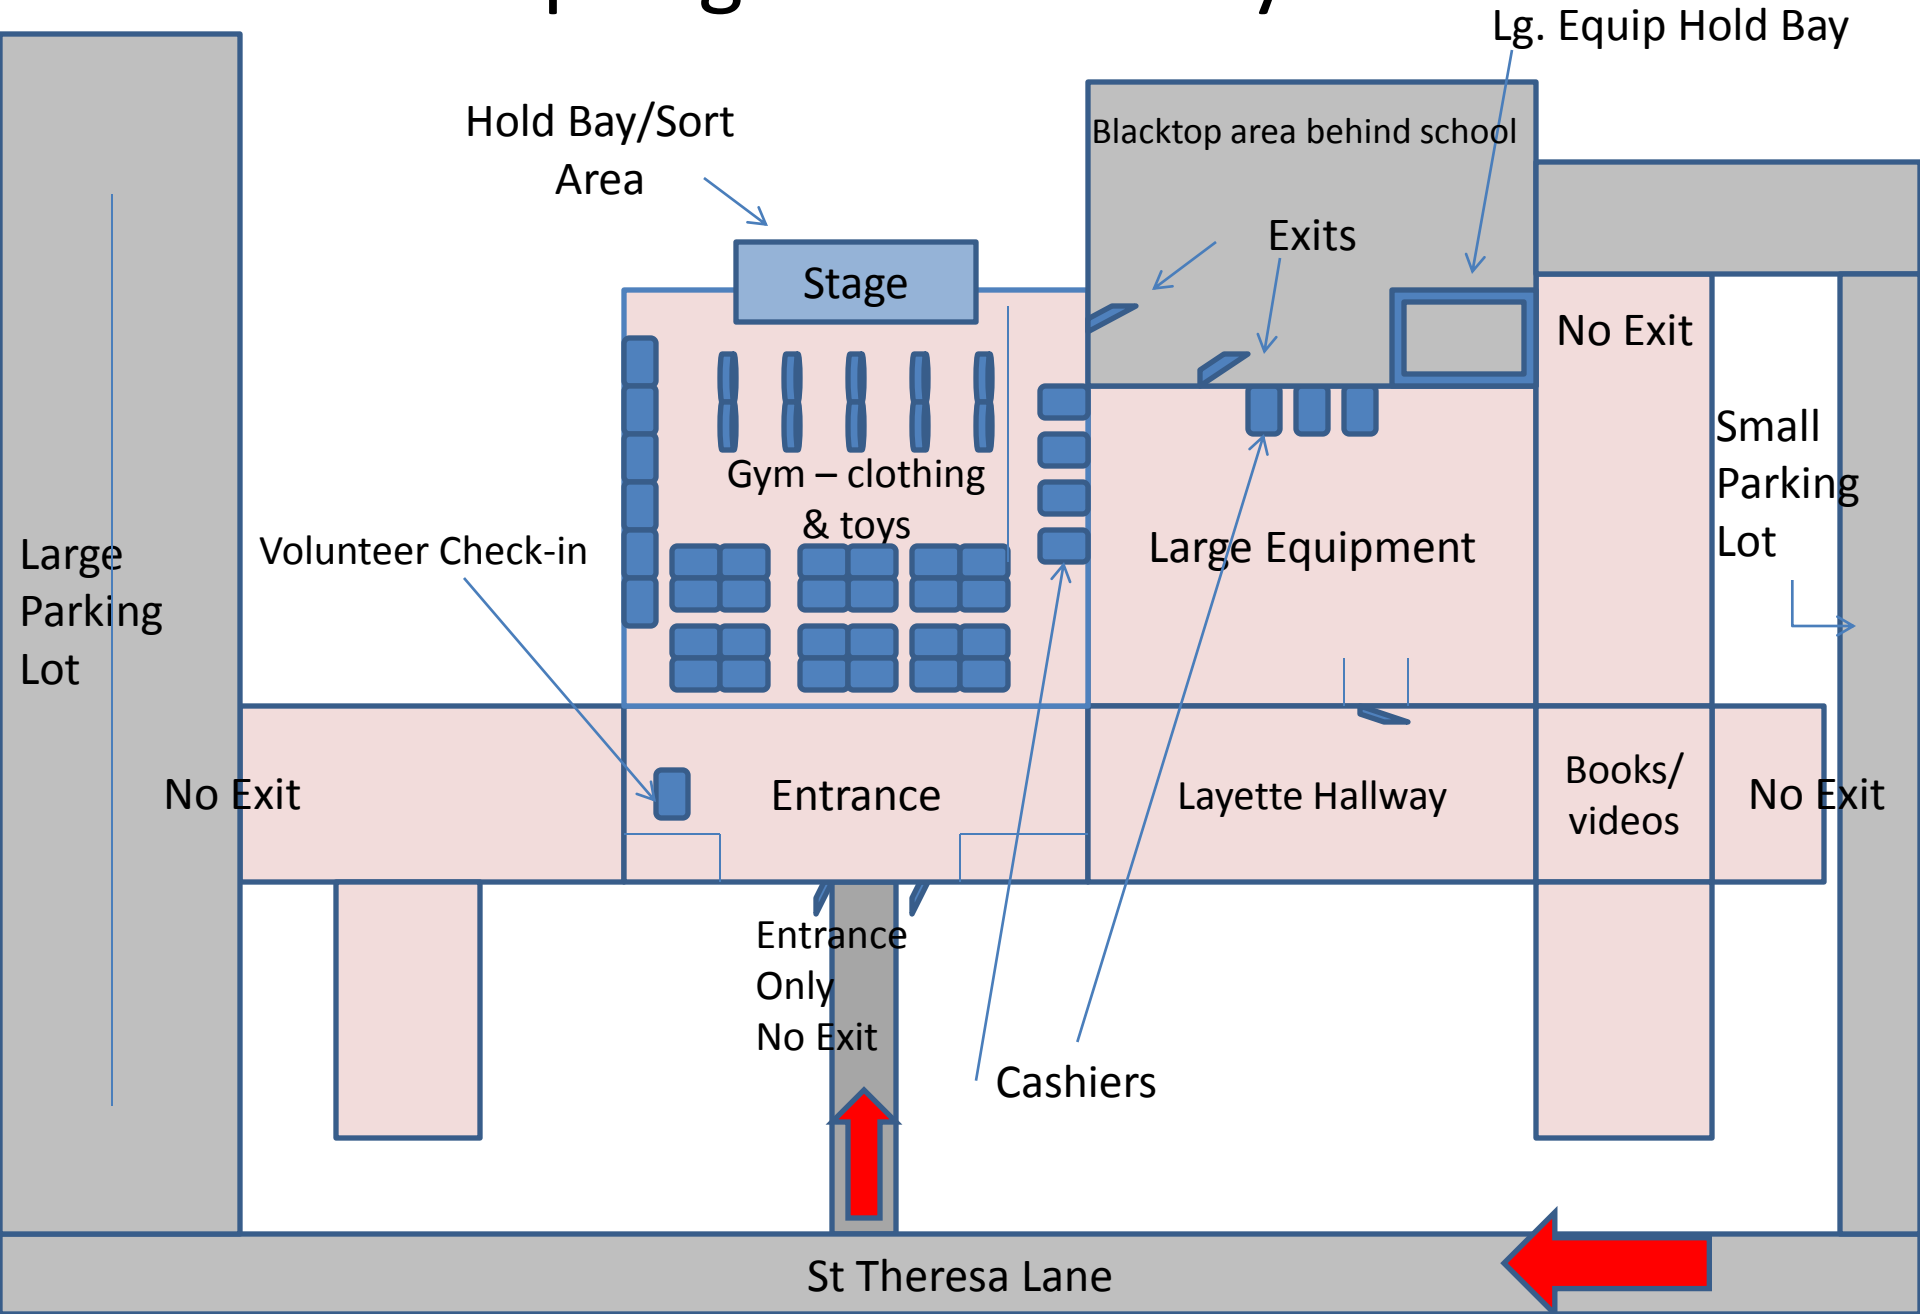 Lg. Equip Hold Bay
Hold Bay/Sort
Area
Blacktop area behind school
Exits
Stage
No Exit
Small
Parking
Lot
Gym – clothing
& toys
Large Equipment
Volunteer Check-in
Large
Parking
Lot
No Exit
Entrance
Layette Hallway
Books/
videos
No Exit
Entrance
Only
No Exit
Cashiers
St Theresa Lane